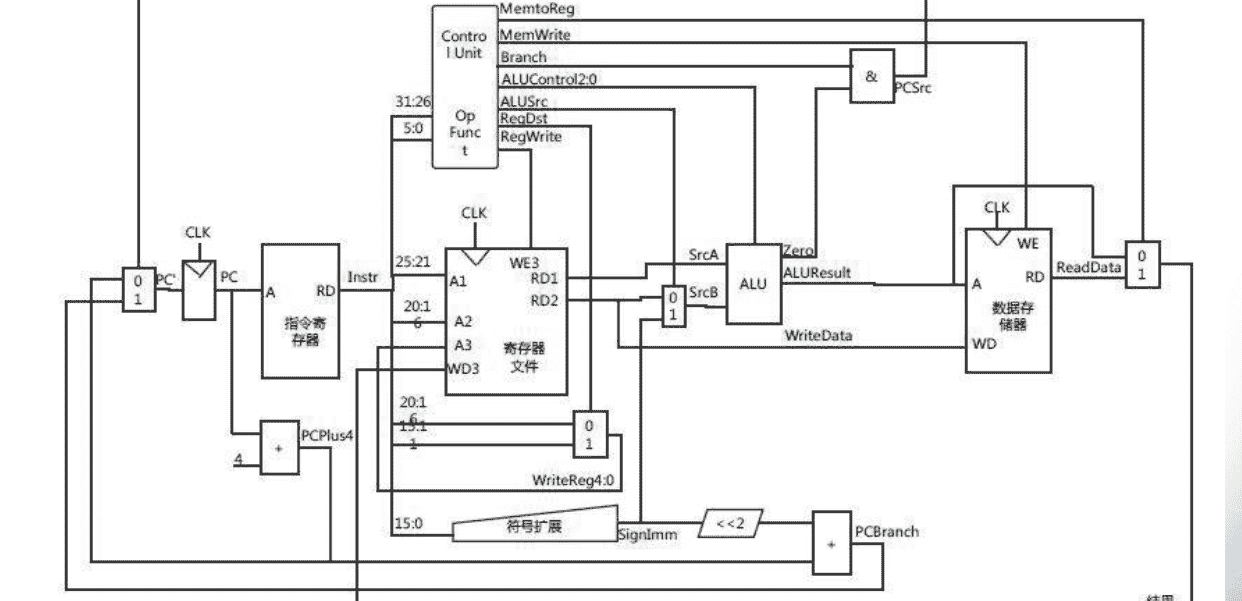 MemtoReg
MemWrite
Branch
ALUControl2:0
ALUSrc
RegDst
RegWrite
Contro
l Unit
Op
Func
t
31:26
5:0
&
PCSrc
CLK
CLK
CLK
0
1
PC'
PC
A
RD
指令寄
存器
Instr
25:21
20:1
6
A1
A2
A3
WD3
WE3
RD1
RD2
寄存器
文件
SrcA
0
1
SrcB
ALU
Zero
ALUResult
WriteData
WE
A
RD
数据存
储器
WD
ReadData
0
1
20:1
6
15:1
1
0
1
WriteReg4:0
4
+
PCPlus4
15:0
符号扩展
SignImm
<<2
+
PCBranch